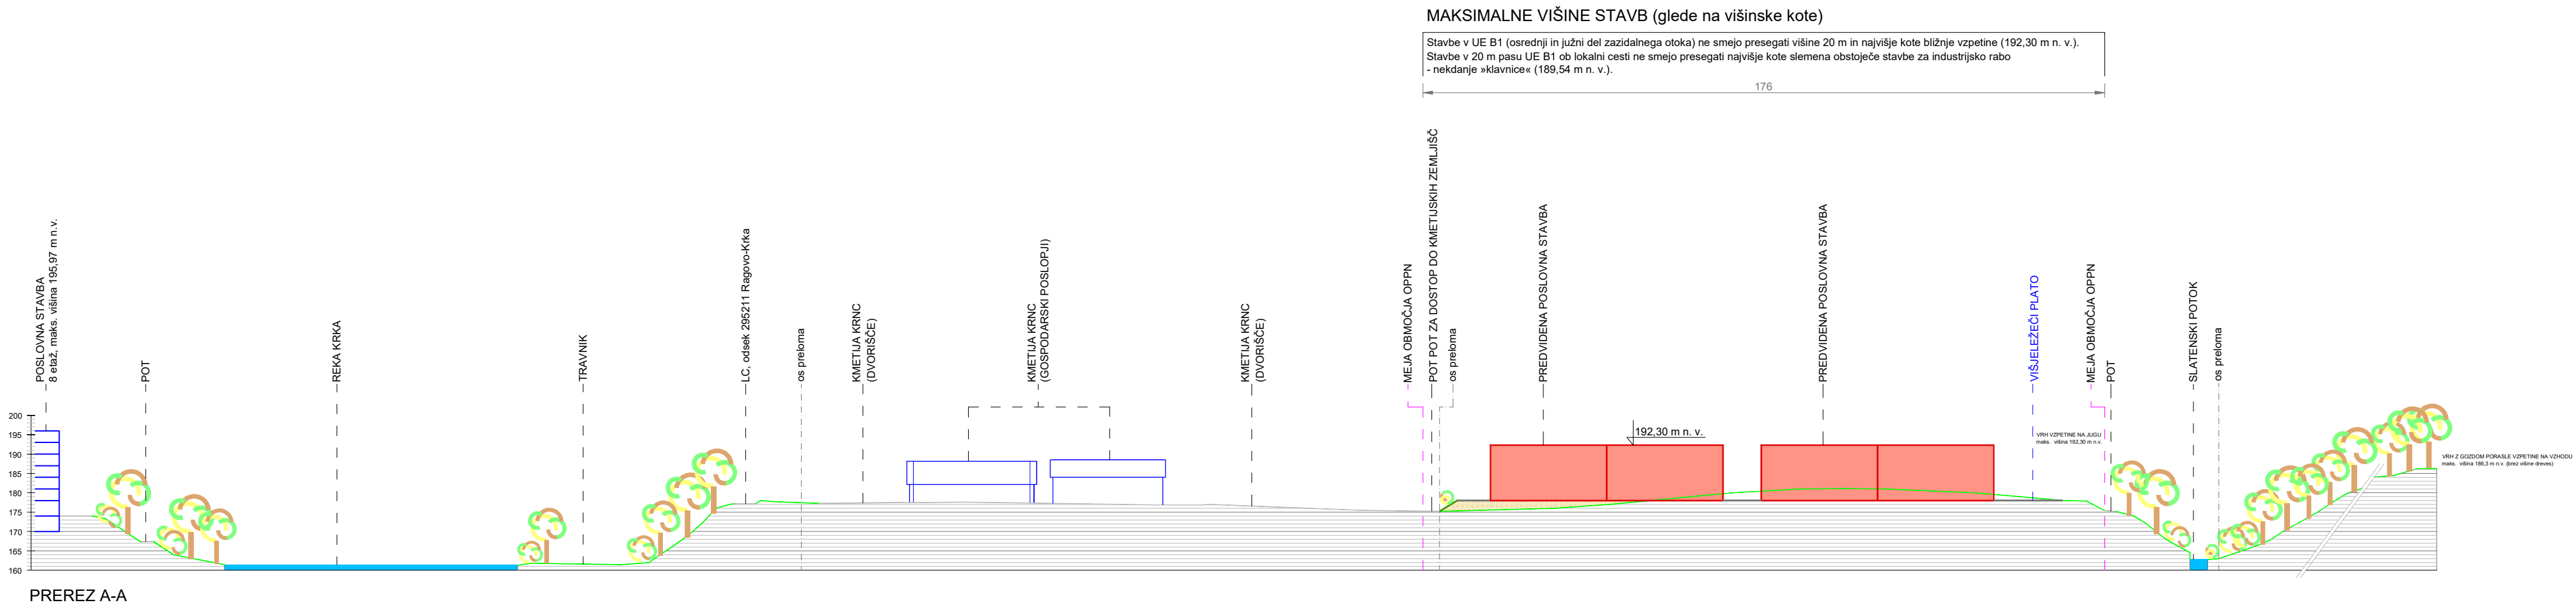 MAKSIMALNE VIŠINE STAVB (glede na višinske kote)
Stavbe v UE B1 (osrednji in južni del zazidalnega otoka) ne smejo presegati višine 20 m in najvišje kote bližnje vzpetine (192,30 m n. v.).
Stavbe v 20 m pasu UE B1 ob lokalni cesti ne smejo presegati najvišje kote slemena obstoječe stavbe za industrijsko rabo
- nekdanje »klavnice« (189,54 m n. v.).
176
POSLOVNA STAVBA
8 etaž, maks. višina 195,97 m n.v.
POT
REKA KRKA
TRAVNIK
LC, odsek 295211 Ragovo-Krka
os preloma
KMETIJA KRNC
(DVORIŠČE)
KMETIJA KRNC
(GOSPODARSKI POSLOPJI)
KMETIJA KRNC
(DVORIŠČE)
MEJA OBMOČJA OPPN
POT POT ZA DOSTOP DO KMETIJSKIH ZEMLJIŠČ
os preloma
PREDVIDENA POSLOVNA STAVBA
PREDVIDENA POSLOVNA STAVBA
VIŠJELEŽEČI PLATO
MEJA OBMOČJA OPPN
POT
SLATENSKI POTOK
os preloma
200
195
190
185
180
175
170
165
160
192,30 m n. v.
VRH VZPETINE NA JUGU
maks. višina 192,30 m n.v.
VRH Z GOZDOM PORASLE VZPETINE NA VZHODU
maks. višina 186,3 m n.v. (brez višine dreves)
PREREZ A-A